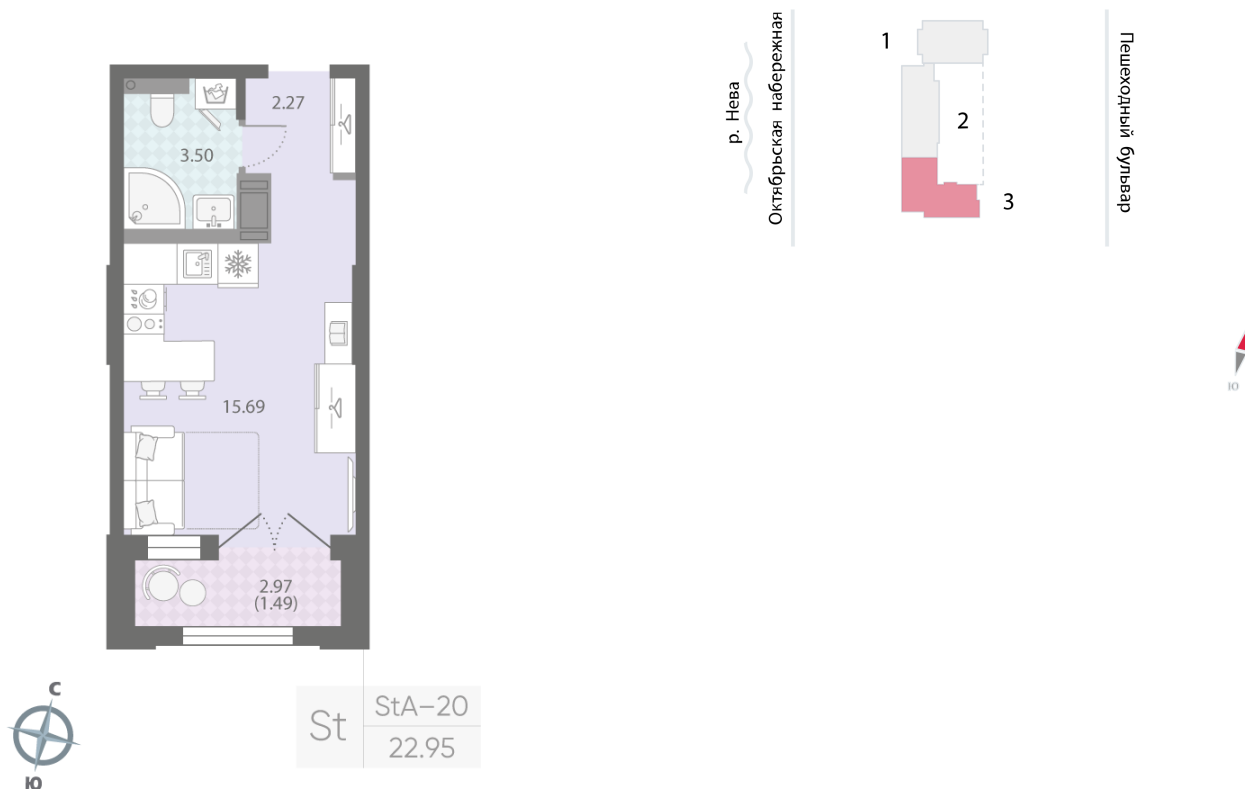 2.27
3.50
15.69
2.97
(1.49)
С
Ю
St
StA–20
22.95
р. Нева
Октябрьская набережная
1
2
3
Пешеходный бульвар
Ю